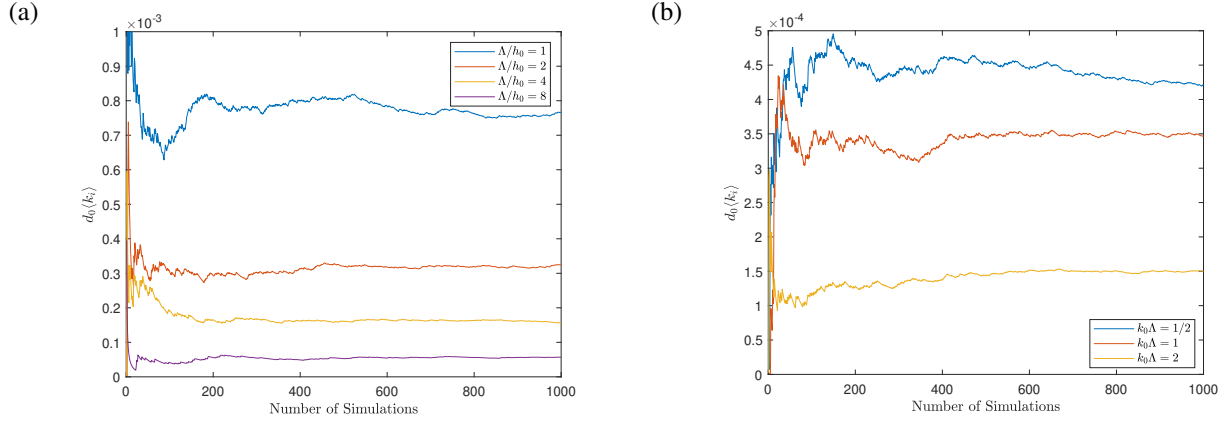 (a)
×10⁻³
1
0.9
0.8
0.7
0.6
0.5
0.4
0.3
0.2
0.1
0
d₀⟨kᵢ⟩
0 200 400 600 800 1000
Number of Simulations
Λ/h₀ = 1
Λ/h₀ = 2
Λ/h₀ = 4
Λ/h₀ = 8
(b)
×10⁻⁴
5
4.5
4
3.5
3
2.5
2
1.5
1
0.5
0
d₀⟨kᵢ⟩
0 200 400 600 800 1000
Number of Simulations
k₀Λ = 1/2
k₀Λ = 1
k₀Λ = 2